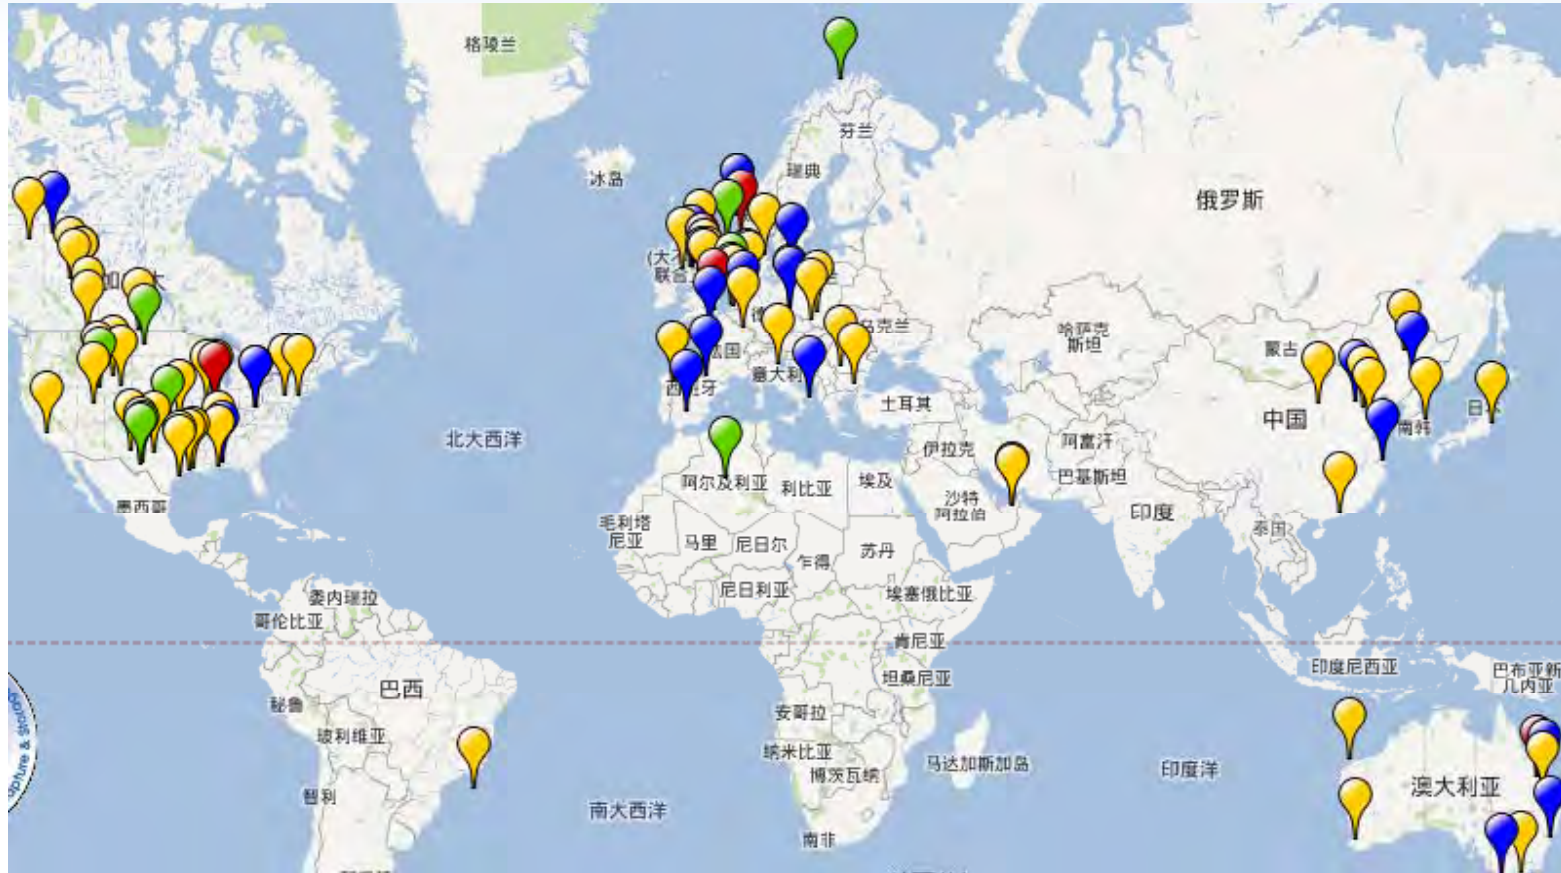 格陵兰
芬兰
冰岛
瑞典
俄罗斯
联合
乌克兰
哈萨克
斯坦
蒙古
法国
意大利
西班牙
土耳其
中国
日本
南韩
北大西洋
伊拉克
阿富汗
巴基斯坦
阿尔及利亚
利比亚
埃及
沙特
阿拉伯
印度
墨西哥
毛利塔
尼亚
马里
尼日尔
乍得
苏丹
泰国
尼日利亚
埃塞俄比亚
委内瑞拉
哥伦比亚
肯尼亚
印度尼西亚
巴布亚新
几内亚
坦桑尼亚
巴西
秘鲁
安哥拉
玻利维亚
纳米比亚
博茨瓦纳
马达加斯加岛
印度洋
澳大利亚
智利
南大西洋
南非
apture & Storage